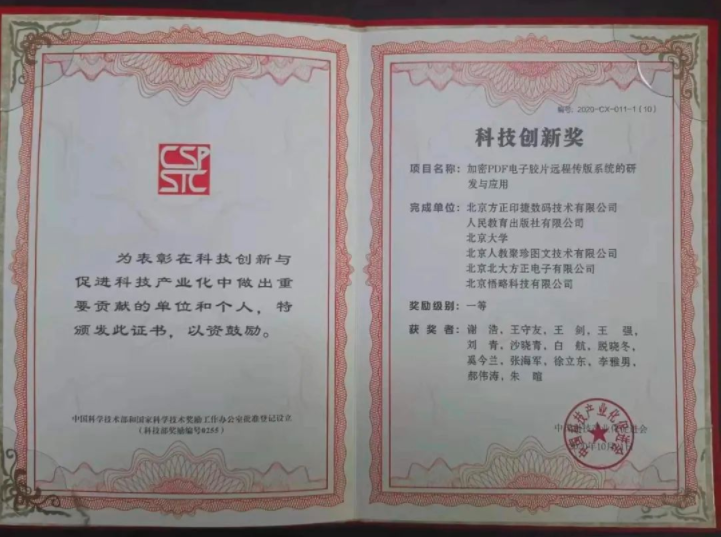 CSP
STC
为表彰在科技创新与
促进科技产业化中做出重
要贡献的单位和个人，特
颁发此证书，以资鼓励。
中国科学技术部和国家科学技术奖励工作办公室批准登记设立
（科技部奖励编号0255）
编号: 2020-CX-011-1（10）
科技创新奖
项目名称： 加密PDF电子胶片远程传版系统的研
发与应用
完成单位： 北京方正印捷数码技术有限公司
人民教育出版社有限公司
北京大学
北京人教聚珍图文技术有限公司
北京北大方正电子有限公司
北京悟略科技有限公司
奖励级别： 一等
获 奖 者： 谢 浩、王守友、王 剑、王 强、
刘 青、沙晓青、白 航、脱晓冬、
奚令兰、张海军、徐立东、李雅男、
郝伟涛、朱 暄